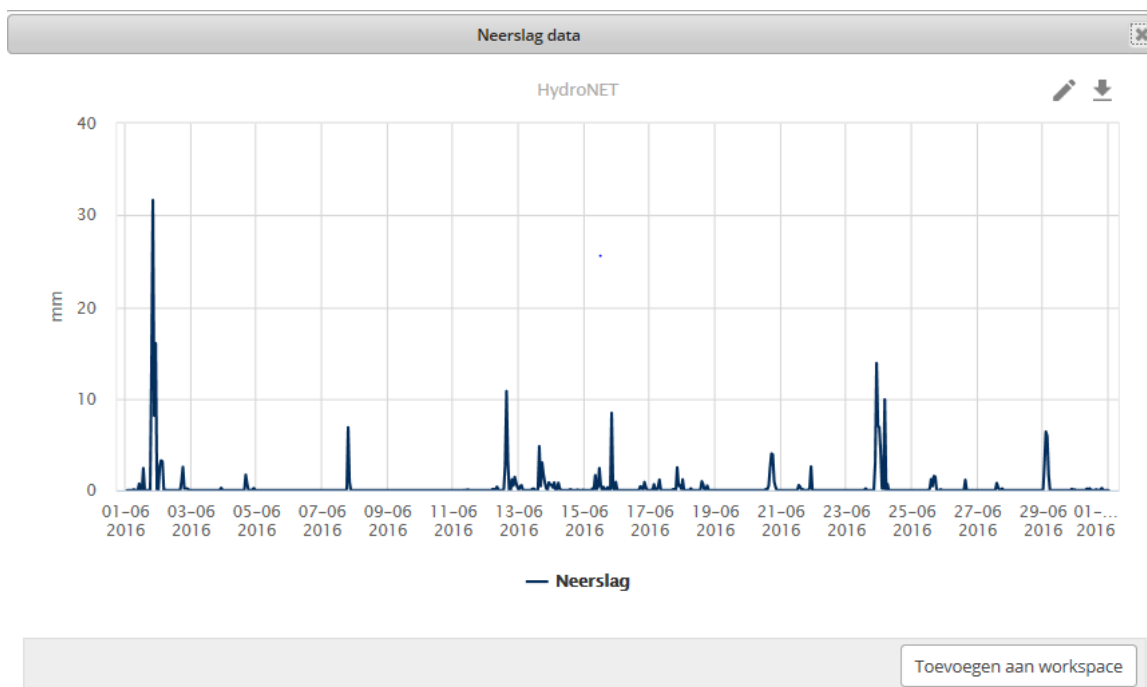 Neerslag data
HydroNET
40
30
20
10
0
mm
01-06 03-06 05-06 07-06 09-06 11-06 13-06 15-06 17-06 19-06 21-06 23-06 25-06 27-06 29-06 01-...
2016 2016 2016 2016 2016 2016 2016 2016 2016 2016 2016 2016 2016 2016 2016 2016
Neerslag
Toevoegen aan workspace